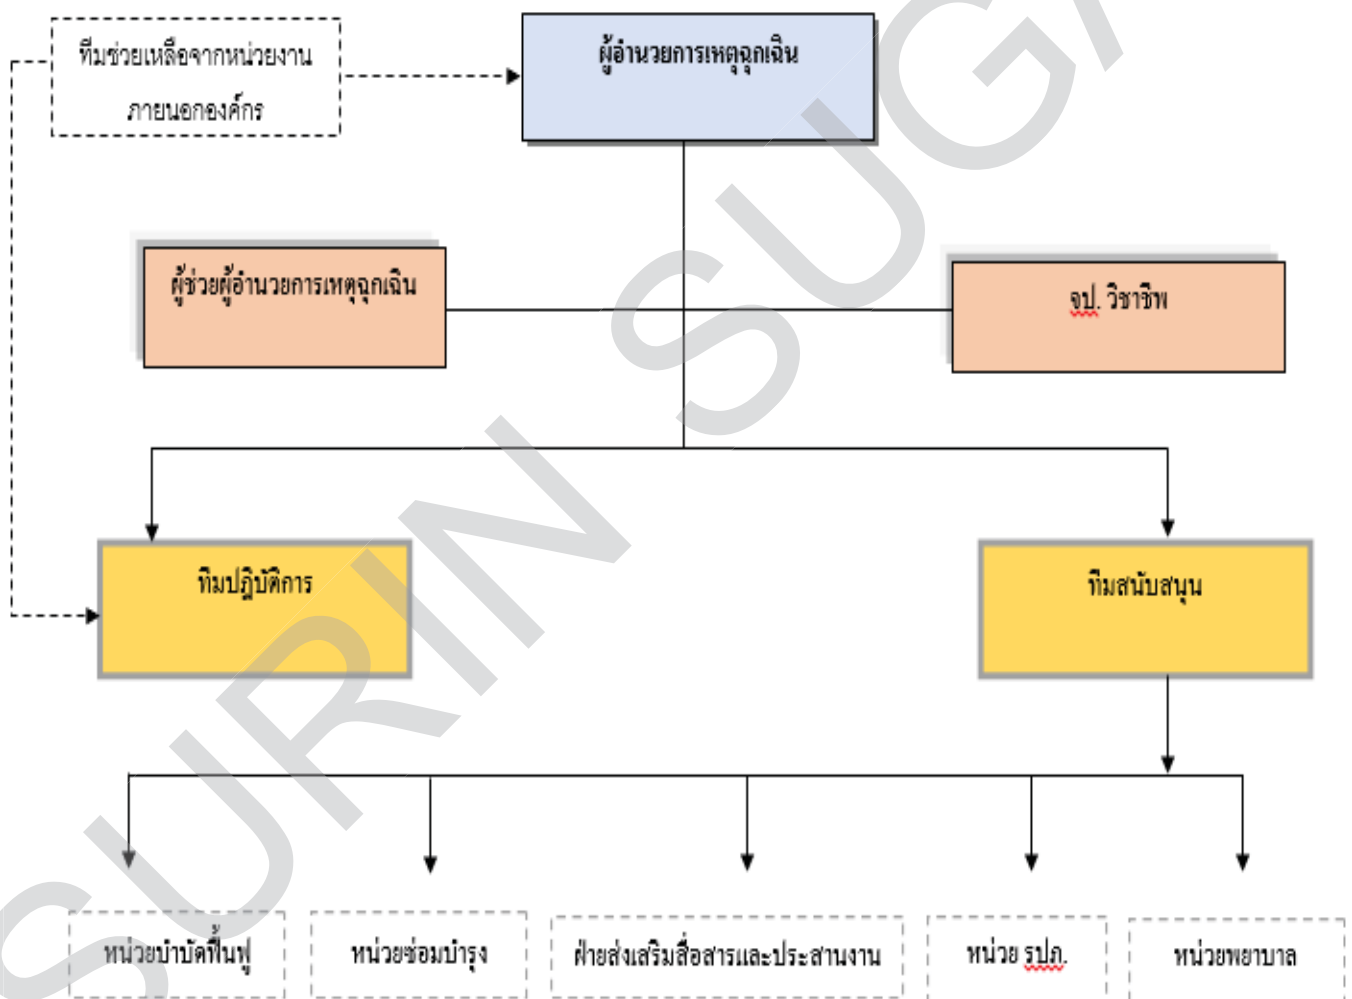 ทีมช่วยเหลือจากหน่วยงาน
ภายนอกองค์กร
ผู้อำนวยการเหตุฉุกเฉิน
ผู้ช่วยผู้อำนวยการเหตุฉุกเฉิน
จป. วิชาชีพ
ทีมปฏิบัติการ
ทีมสนับสนุน
หน่วยบำบัดฟื้นฟู
หน่วยซ่อมบำรุง
ฝ่ายส่งเสริมสื่อสารและประสานงาน
หน่วย รปภ.
หน่วยพยาบาล
SURIN SUGA